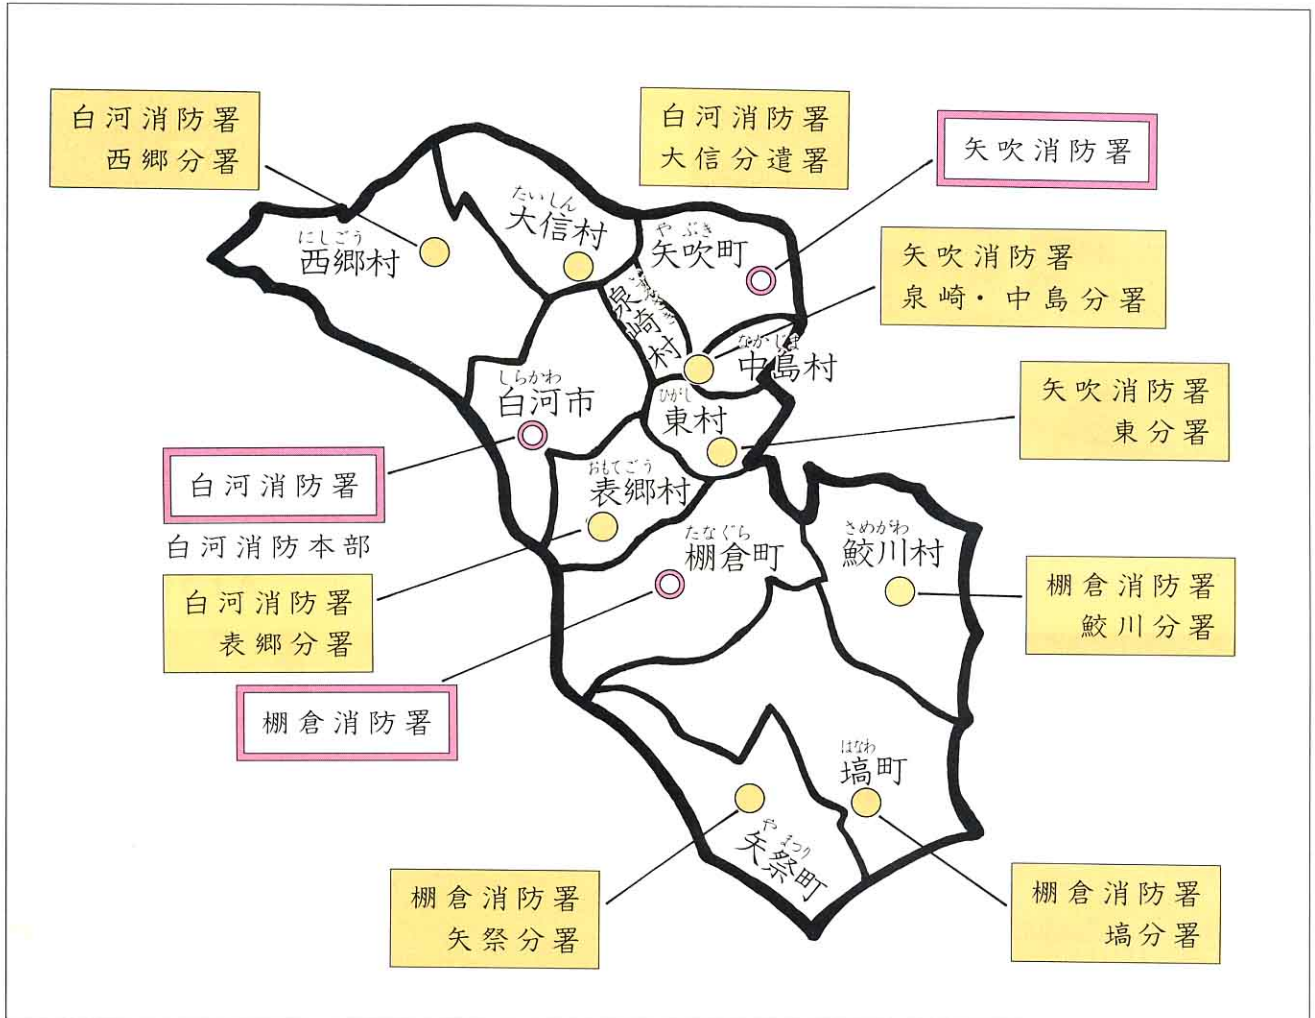 白河消防署
西郷分署
白河消防署
大信分遣署
矢吹消防署
たいしん
大信村
やぶき
矢吹町
にしごう
西郷村
矢吹消防署
泉崎・中島分署
泉崎村
なかじま
中島村
しらかわ
白河市
ひがし
東村
矢吹消防署
東分署
白河消防署
白河消防本部
おもてごう
表郷村
たなぐら
棚倉町
さめがわ
鮫川村
白河消防署
表郷分署
棚倉消防署
鮫川分署
棚倉消防署
はなわ
塙町
やまつり
矢祭町
棚倉消防署
矢祭分署
棚倉消防署
塙分署